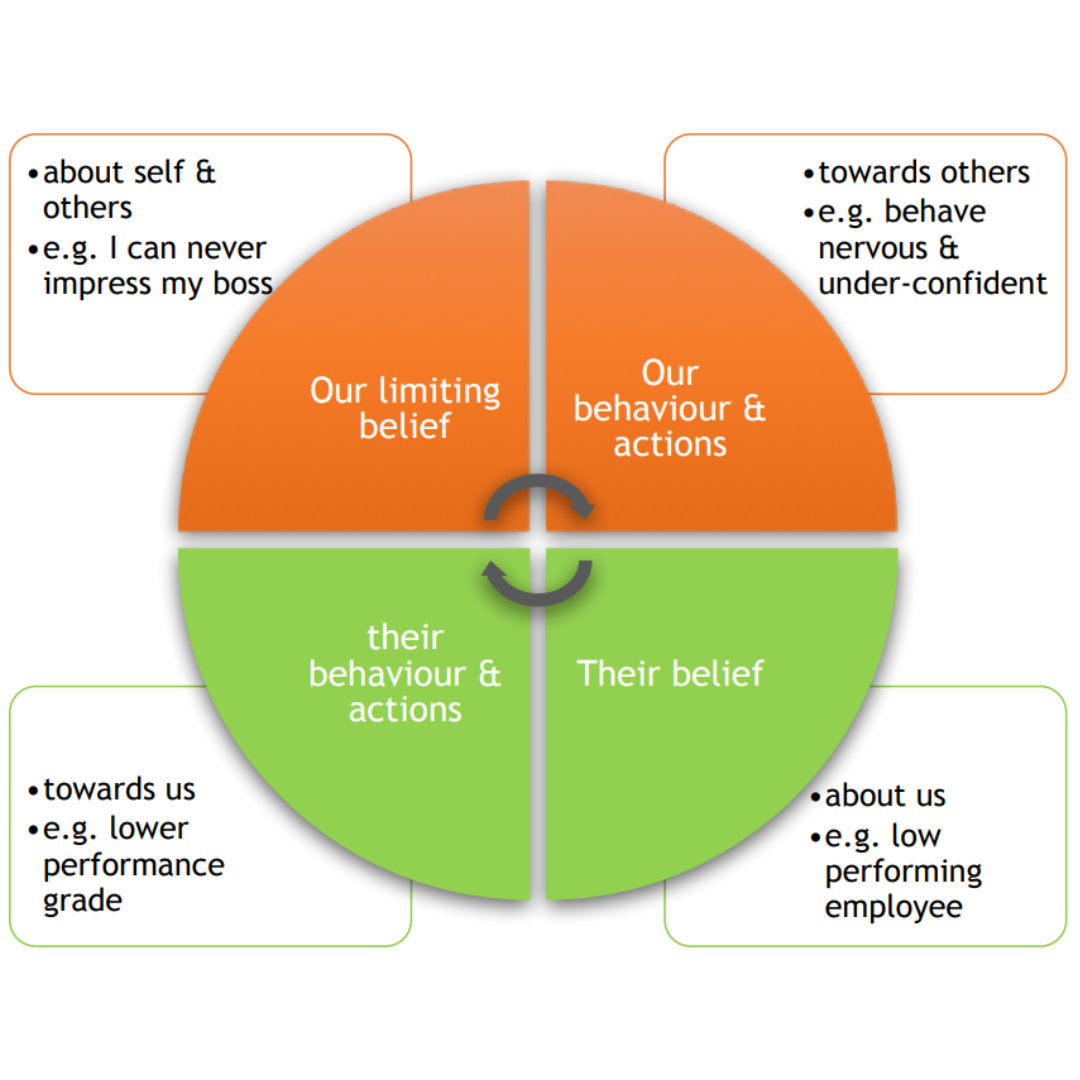 •about self &
others
•e.g. I can never
impress my boss
•towards others
•e.g. behave
nervous &
under-confident
Our limiting
belief
Our
behaviour &
actions
their
behaviour &
actions
Their belief
•towards us
•e.g. lower
performance
grade
•about us
•e.g. low
performing
employee